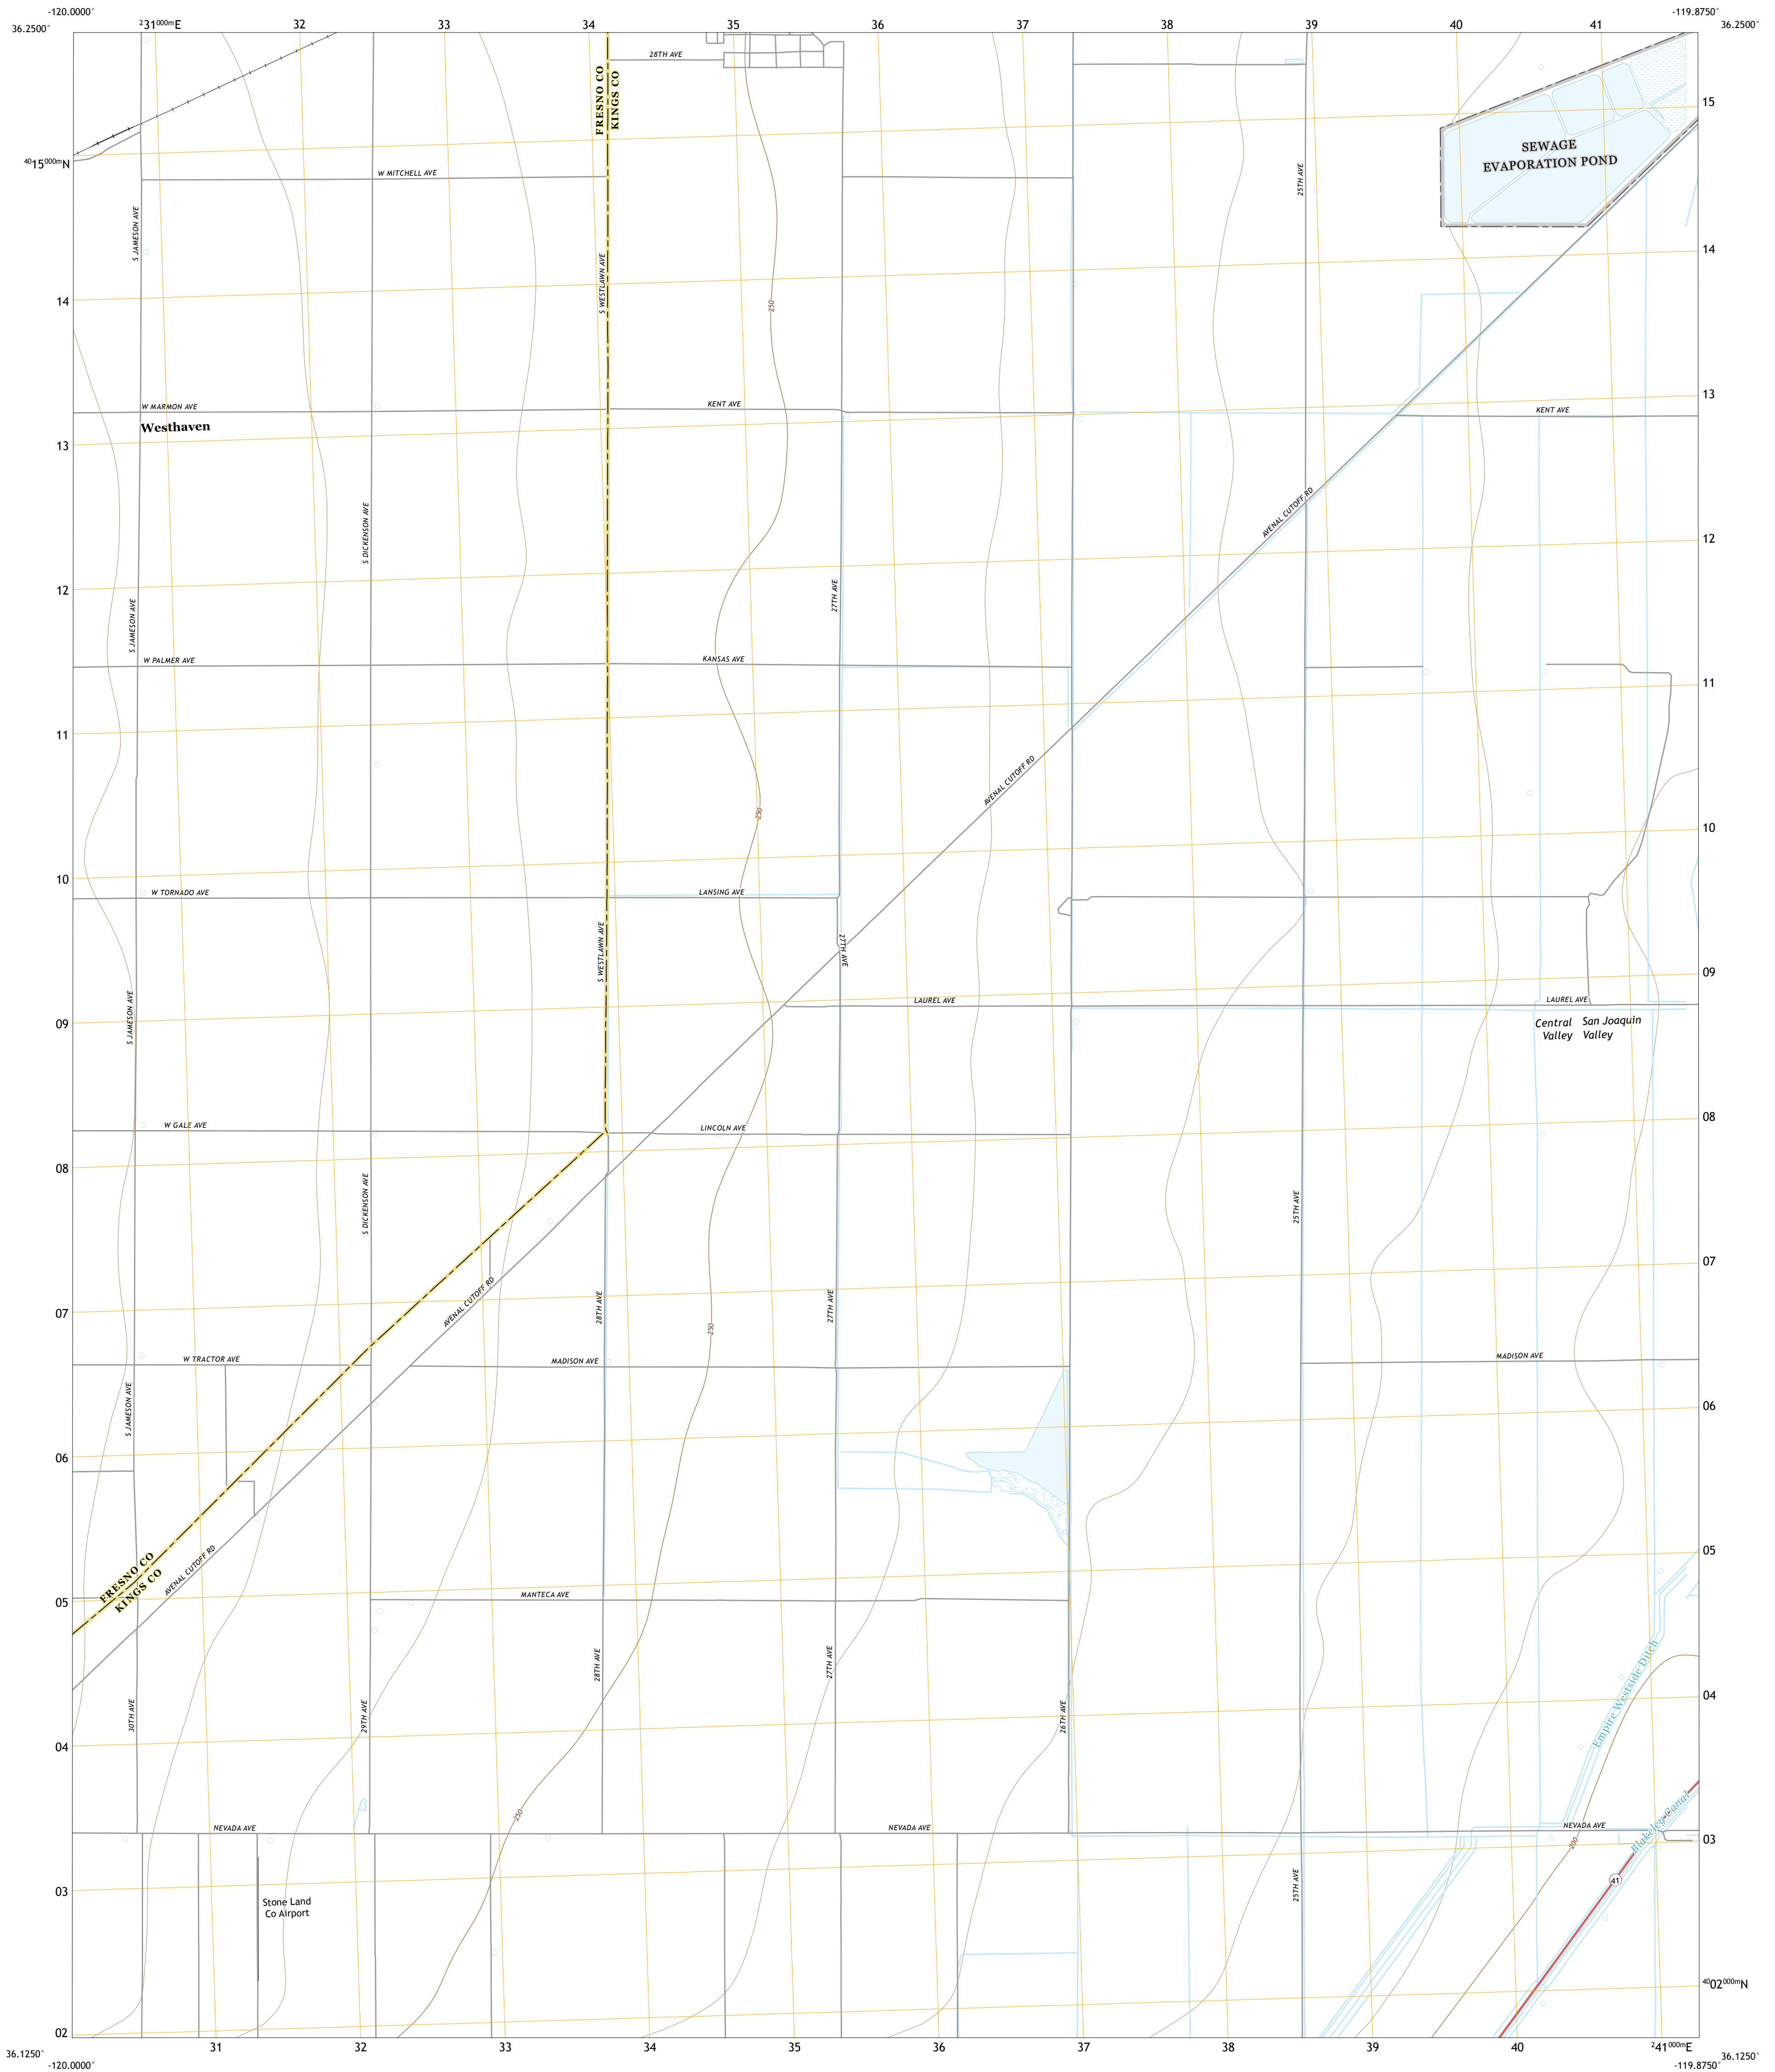 -120.0000°
36.2500°
²31⁰⁰⁰ᵐE
32
33
34
35
36
37
38
39
40
41
-119.8750°
36.2500°
28TH AVE
FRESNO CO
KINGS CO
15
⁴⁰15⁰⁰⁰ᵐN
W MITCHELL AVE
25TH AVE
SEWAGE
EVAPORATION POND
S JAMESON AVE
S WESTLAWN AVE
14
14
250
13
W MARMON AVE
KENT AVE
KENT AVE
Westhaven
13
AVENAL CUTOFF RD
S DICKENSON AVE
12
12
27TH AVE
S JAMESON AVE
W PALMER AVE
KANSAS AVE
11
11
AVENAL CUTOFF RD
250
10
10
W TORNADO AVE
LANSING AVE
S WESTLAWN AVE
27TH AVE
09
S JAMESON AVE
LAUREL AVE
LAUREL AVE
09
Central
Valley
San Joaquin
Valley
08
W GALE AVE
LINCOLN AVE
08
S DICKENSON AVE
25TH AVE
07
AVENAL CUTOFF RD
28TH AVE
27TH AVE
07
250
W TRACTOR AVE
MADISON AVE
MADISON AVE
S JAMESON AVE
06
06
05
FRESNO CO
KINGS CO
AVENAL CUTOFF RD
MANTECA AVE
05
28TH AVE
27TH AVE
Empire Westside Ditch
04
30TH AVE
29TH AVE
26TH AVE
04
250
Blakeley Canal
NEVADA AVE
NEVADA AVE
NEVADA AVE
200
03
41
25TH AVE
03
Stone Land
Co Airport
⁴⁰02⁰⁰⁰ᵐN
02
31
32
33
34
35
36
37
38
39
40
²41⁰⁰⁰ᵐE
36.1250°
-120.0000°
36.1250°
-119.8750°